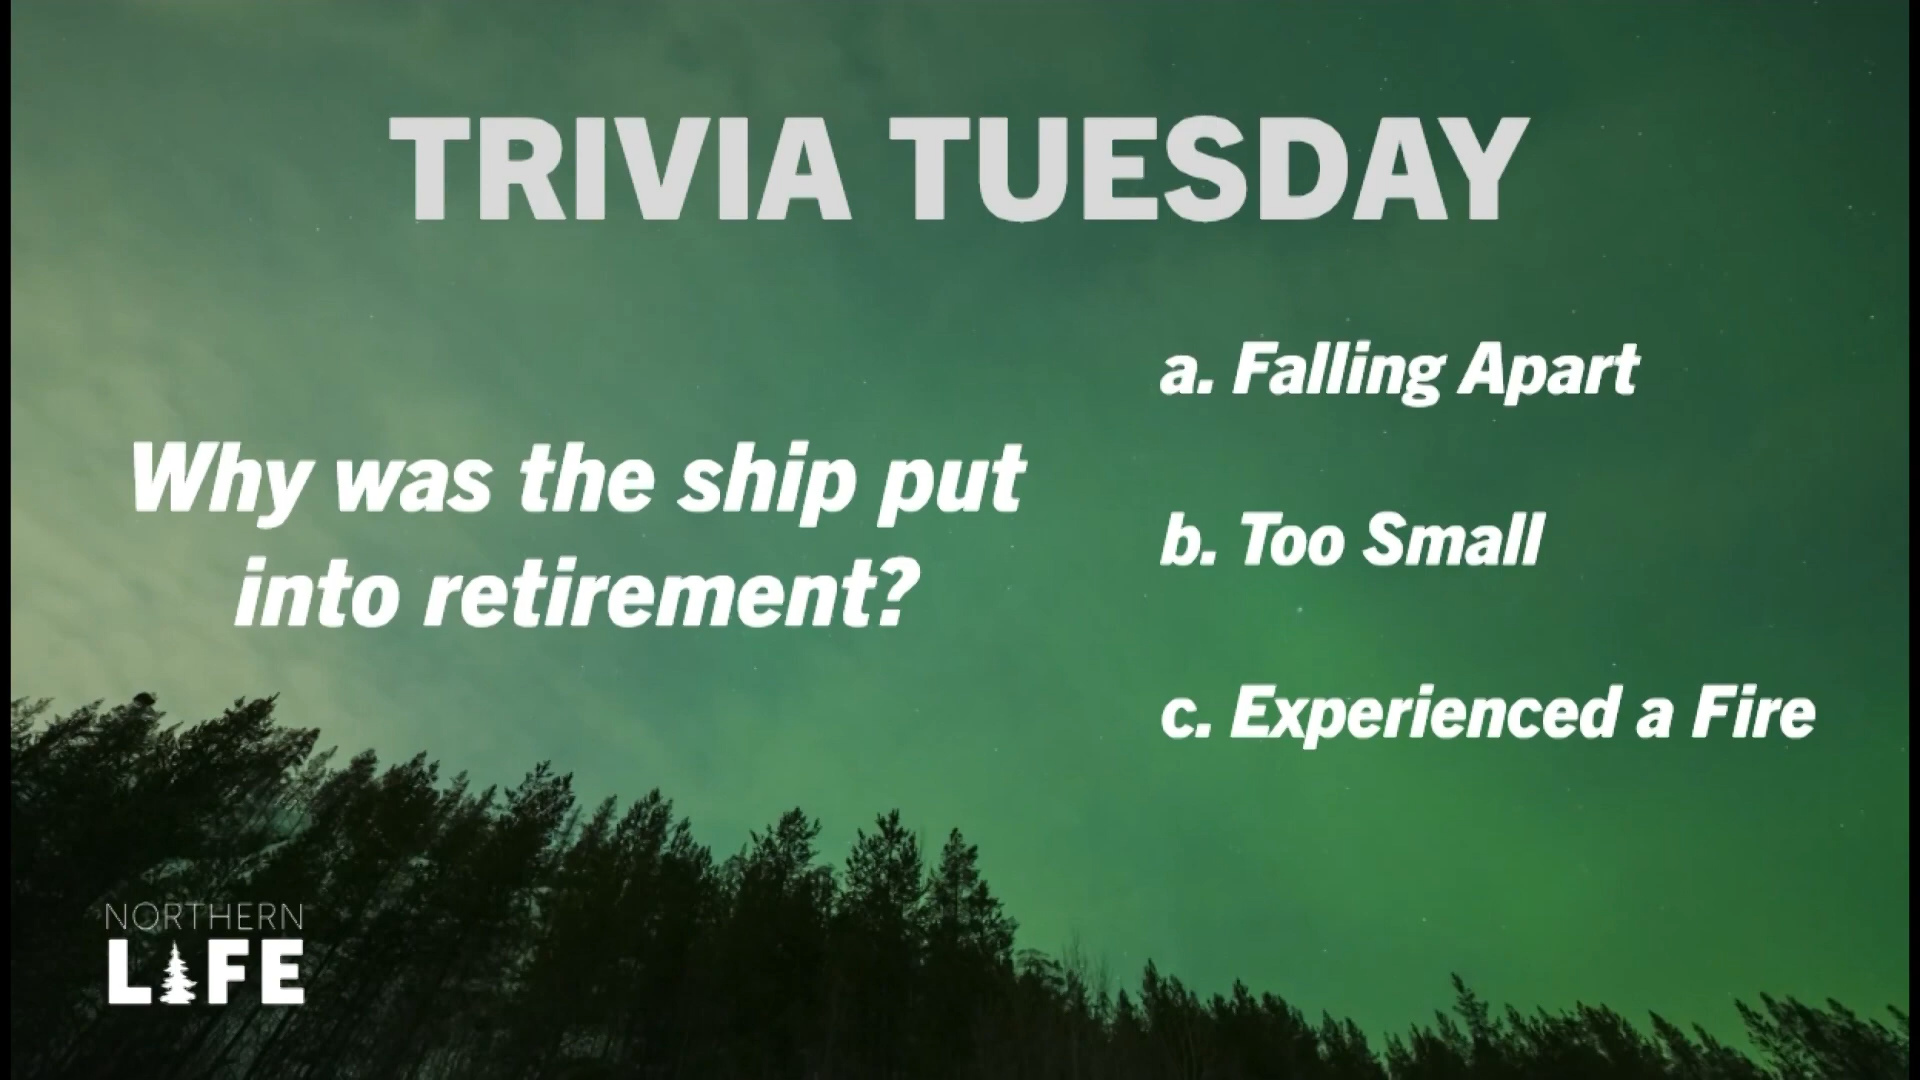 TRIVIA TUESDAY
Why was the ship put
into retirement?
a. Falling Apart
b. Too Small
c. Experienced a Fire
NORTHERN
LIFE